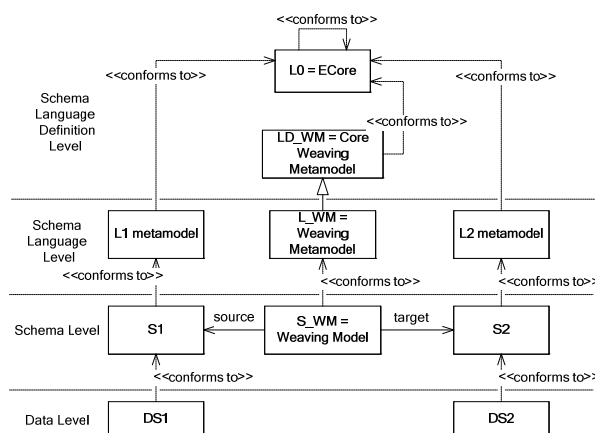 <<conforms to>>
L0 = ECore
<<conforms to>>
<<conforms to>>
Schema
Language
Definition
Level
<<conforms to>>
LD_WM = Core
Weaving
Metamodel
Schema
Language
Level
L1 metamodel
L_WM =
Weaving
Metamodel
L2 metamodel
<<conforms to>>
<<conforms to>>
<<conforms to>>
Schema Level
S1
source
S_WM =
Weaving Model
target
S2
<<conforms to>>
<<conforms to>>
Data Level
DS1
DS2